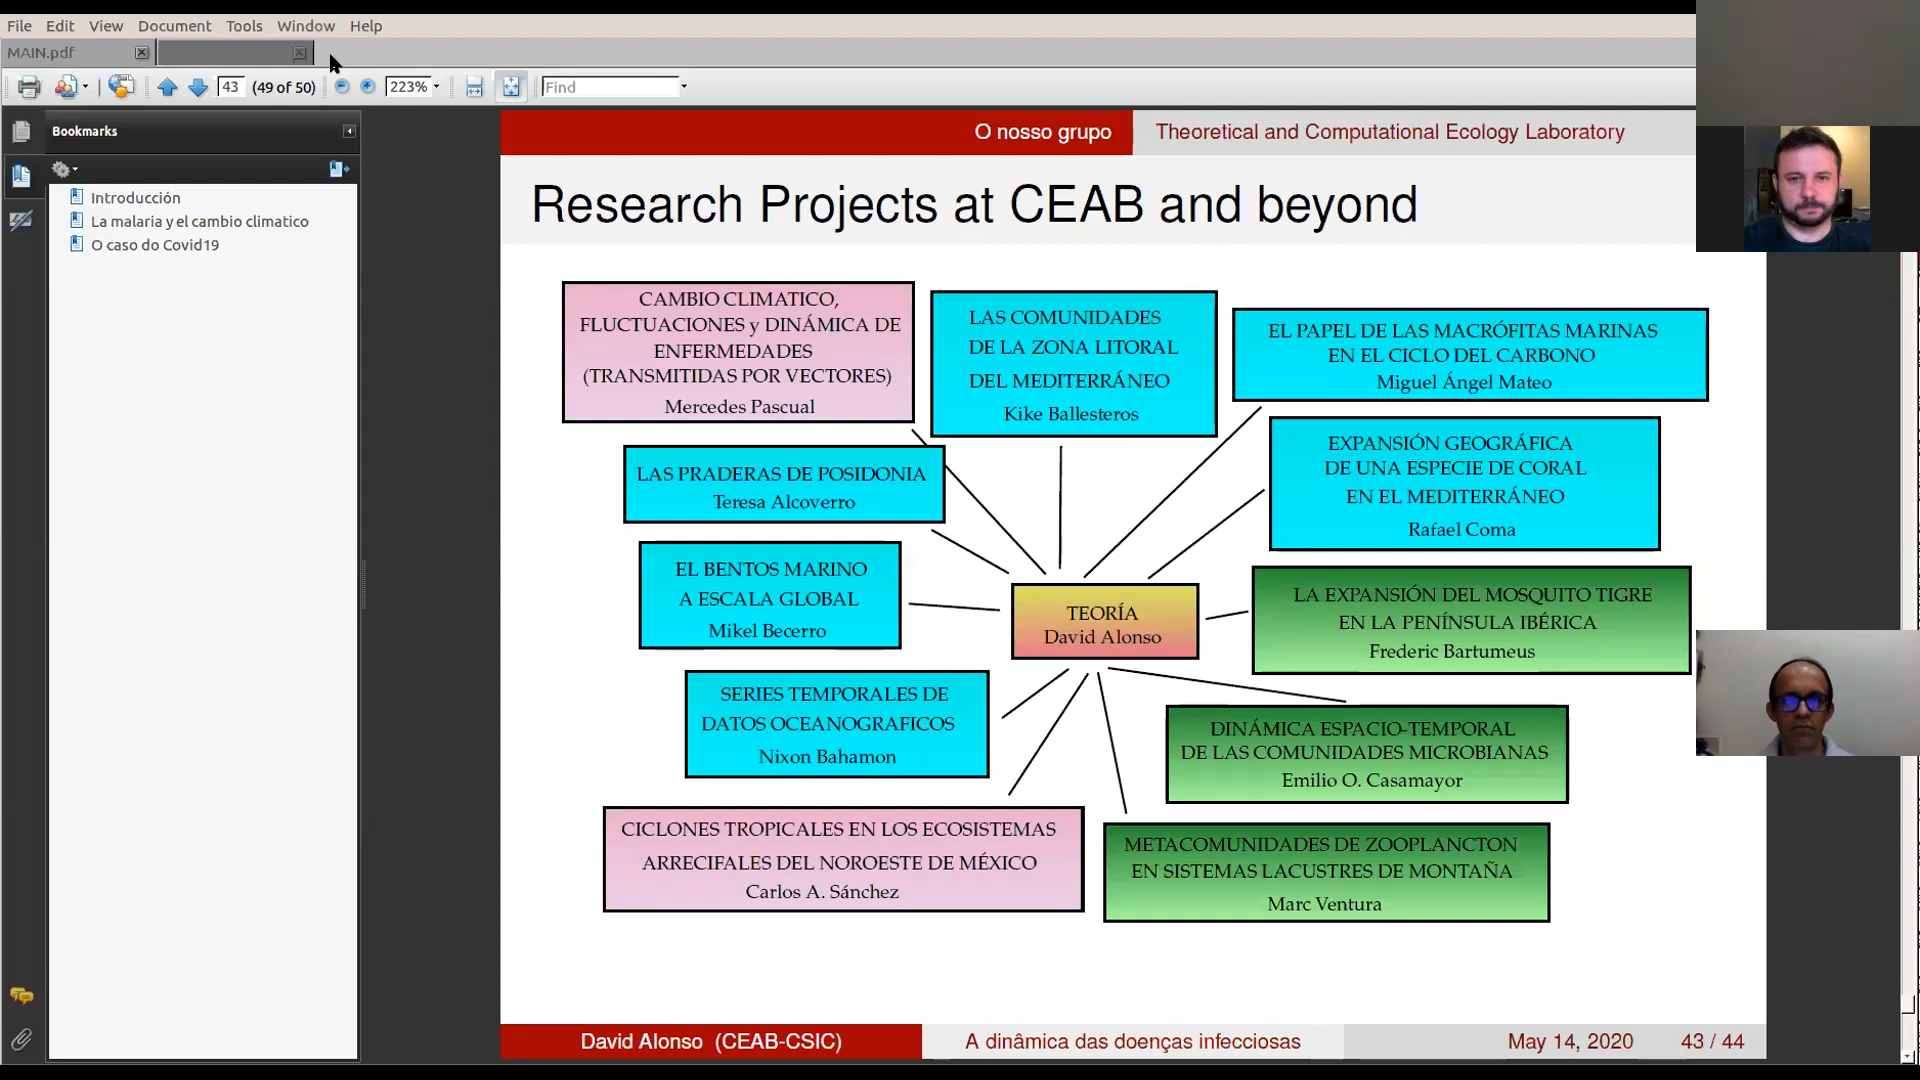 File Edit View Document Tools Window Help
MAIN.pdf
43 (49 of 50) 223% Find
Bookmarks
Introducción
La malaria y el cambio climatico
O caso do Covid19
O nosso grupo Theoretical and Computational Ecology Laboratory
Research Projects at CEAB and beyond
CAMBIO CLIMATICO,
FLUCTUACIONES y DINÁMICA DE
ENFERMEDADES
(TRANSMITIDAS POR VECTORES)
Mercedes Pascual
LAS COMUNIDADES
DE LA ZONA LITORAL
DEL MEDITERRÁNEO
Kike Ballesteros
EL PAPEL DE LAS MACRÓFITAS MARINAS
EN EL CICLO DEL CARBONO
Miguel Ángel Mateo
LAS PRADERAS DE POSIDONIA
Teresa Alcoverro
EXPANSIÓN GEOGRÁFICA
DE UNA ESPECIE DE CORAL
EN EL MEDITERRÁNEO
Rafael Coma
EL BENTOS MARINO
A ESCALA GLOBAL
Mikel Becerro
TEORÍA
David Alonso
LA EXPANSIÓN DEL MOSQUITO TIGRE
EN LA PENÍNSULA IBÉRICA
Frederic Bartumeus
SERIES TEMPORALES DE
DATOS OCEANOGRAFICOS
Nixon Bahamon
DINÁMICA ESPACIO-TEMPORAL
DE LAS COMUNIDADES MICROBIANAS
Emilio O. Casamayor
CICLONES TROPICALES EN LOS ECOSISTEMAS
ARRECIFALES DEL NOROESTE DE MÉXICO
Carlos A. Sánchez
METACOMUNIDADES DE ZOOPLANCTON
EN SISTEMAS LACUSTRES DE MONTAÑA
Marc Ventura
David Alonso (CEAB-CSIC) A dinâmica das doenças infecciosas May 14, 2020 43 / 44